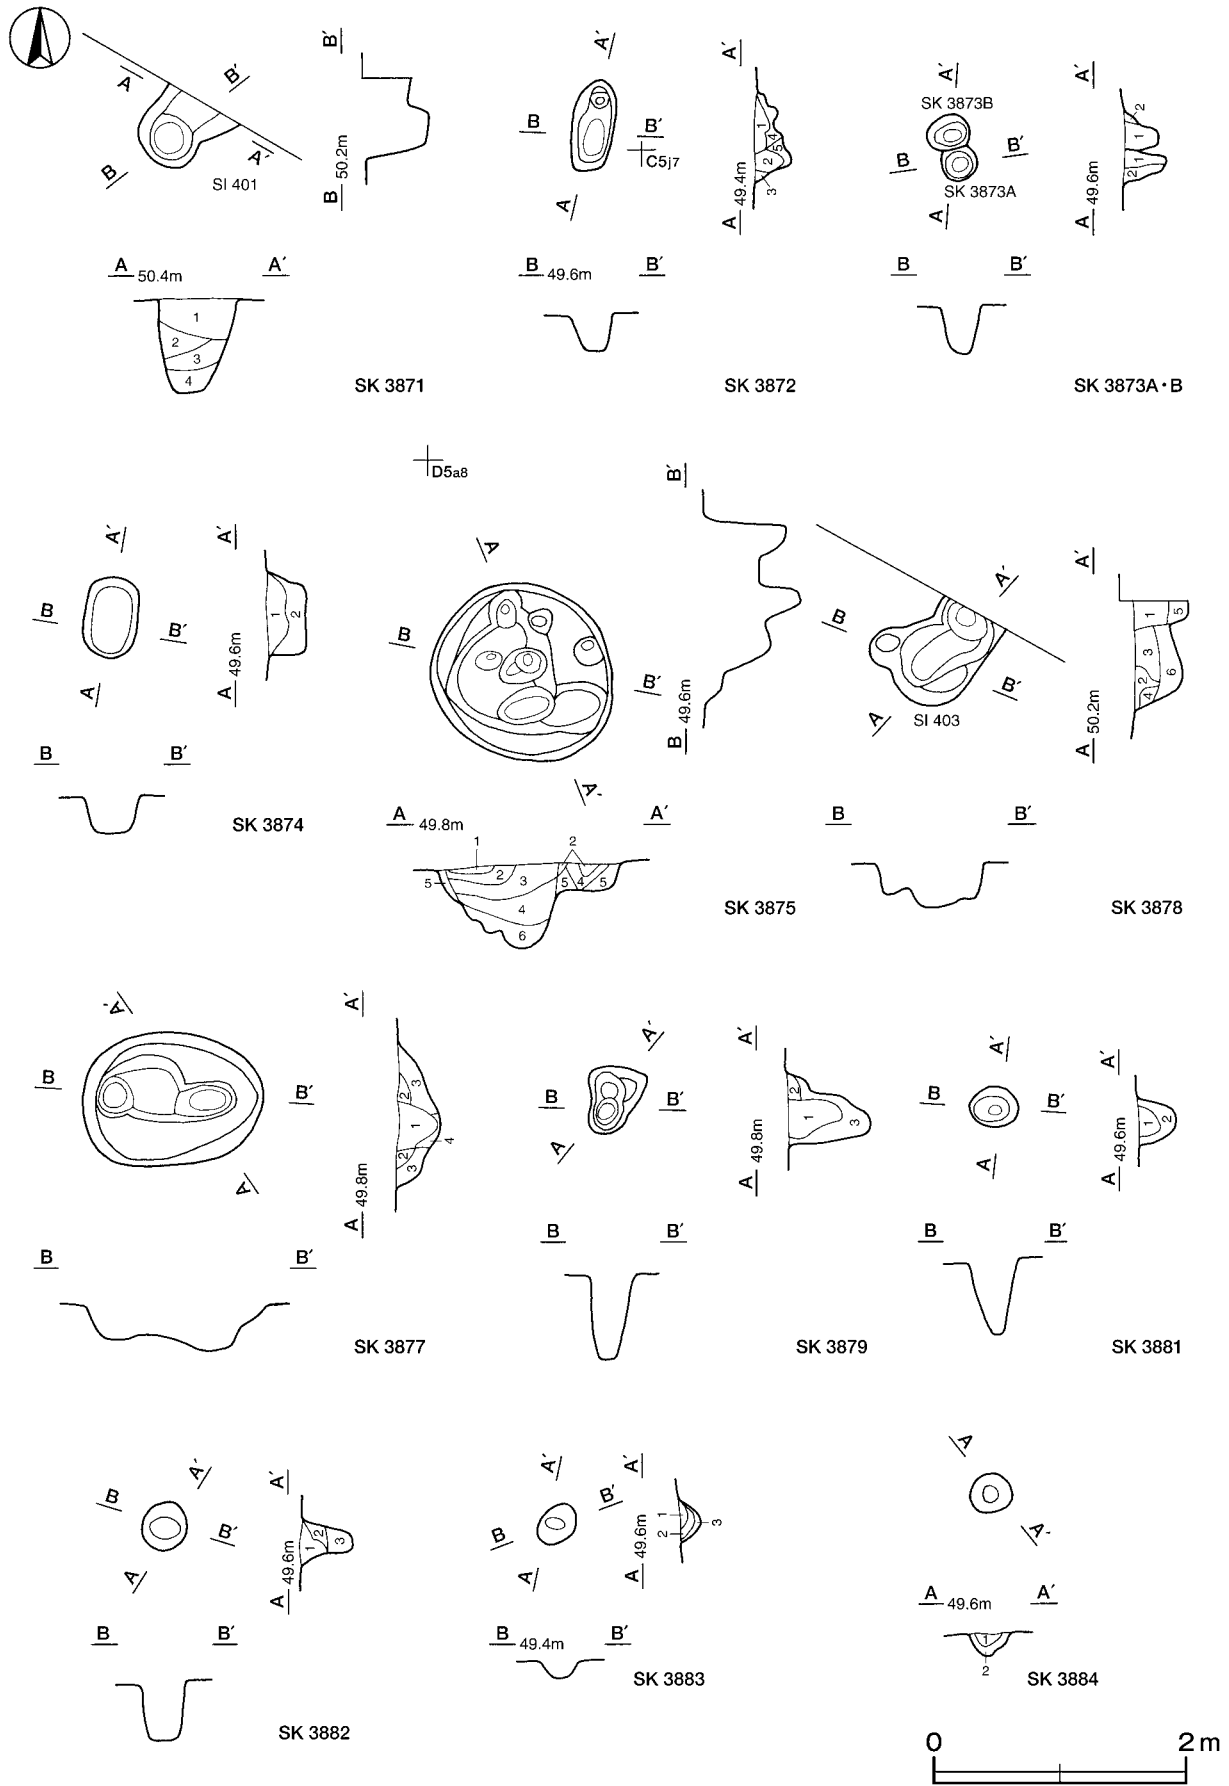 A
B'
B
A'
SI 401
B'
B 50.2m
A 50.4m
A'
1
2
3
4
SK 3871
A'
B
B'
C5j7
A
A'
A 49.4m
1
4
5
2
3
B 49.6m
B'
SK 3872
A'
SK 3873B
B
B'
SK 3873A
A
A'
A 49.6m
2
1
1
2
B
B'
SK 3873A・B
A'
B
B'
A
A'
A 49.6m
1
2
B
B'
SK 3874
D5a8
A
B
B'
A'
B'
B 49.6m
A 49.8m
A'
1
2
2
3
5
5
4
5
4
6
SK 3875
A'
B
B'
A
SI 403
A'
A 50.2m
1
5
3
2
6
4
B
B'
SK 3878
A'
B
B'
A
A'
A 49.8m
3
2
1
4
2
3
B
B'
SK 3877
A'
B
B'
A
A'
A 49.8m
2
1
3
B
B'
SK 3879
A'
B
B'
A
A'
A 49.6m
1
2
B
B'
SK 3881
A'
B
B'
A
A'
A 49.6m
2
1
3
B
B'
SK 3882
A'
B
B'
A
A'
A 49.6m
1
2
3
B 49.4m
B'
SK 3883
A
A'
A 49.6m
A'
1
2
SK 3884
0 2m